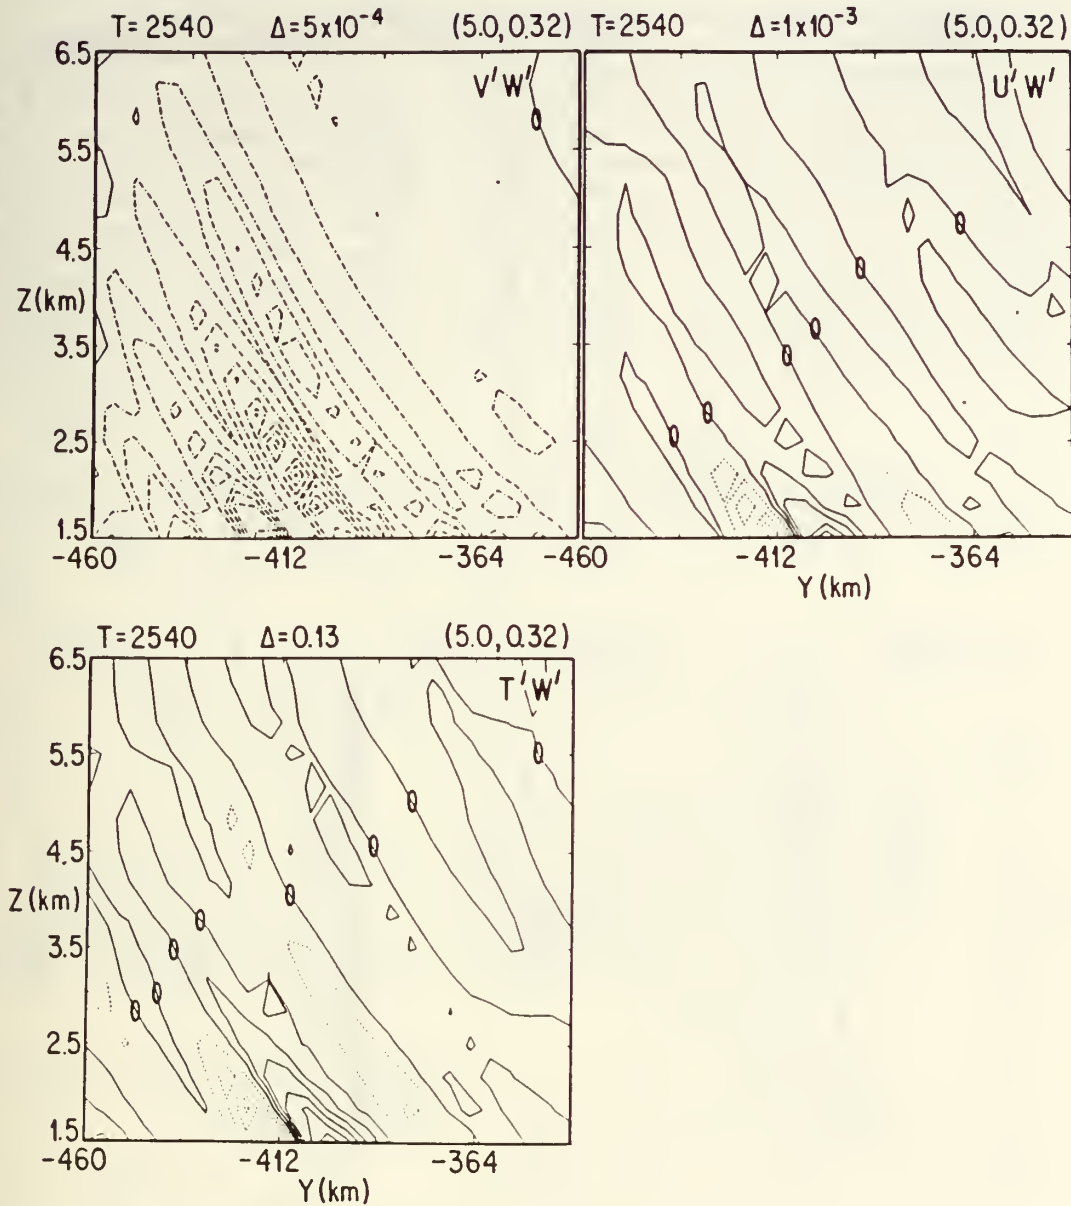 T=2540 Δ=5x10⁻⁴ (5.0,0.32)
T=2540 Δ=1x10⁻³ (5.0,0.32)
6.5
V'W'
U'W'
0
5.5
0
4.5
0
Z(km)
0
3.5
0
0
2.5
0
1.5
-460 -412 -364 -460 -412 -364
Y(km)
T=2540 Δ=0.13 (5.0,0.32)
6.5
T'W'
5.5
0
0
4.5
0
Z(km)
0
0
3.5
0
0
0
2.5
1.5
-460 -412 -364
Y(km)